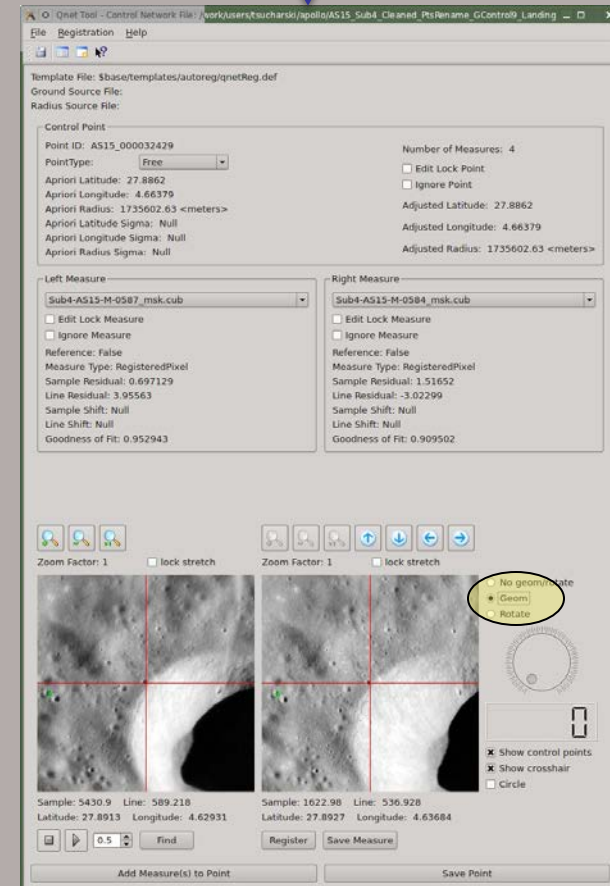 Qnet Tool - Control Network File: /work/users/tsucharski/apollo/AS15_Sub4_Cleaned_PtsRename_GControl9_Landing
File Registration Help
Template File: $base/templates/autoreg/qnetReg.def
Ground Source File:
Radius Source File:
Control Point
Point ID: AS15_000032429
PointType: Free
Apriori Latitude: 27.8862
Apriori Longitude: 4.66379
Apriori Radius: 1735602.63 <meters>
Apriori Latitude Sigma: Null
Apriori Longitude Sigma: Null
Apriori Radius Sigma: Null
Number of Measures: 4
Edit Lock Point
Ignore Point
Adjusted Latitude: 27.8862
Adjusted Longitude: 4.66379
Adjusted Radius: 1735602.63 <meters>
Left Measure
Sub4-AS15-M-0587_msk.cub
Edit Lock Measure
Ignore Measure
Reference: False
Measure Type: RegisteredPixel
Sample Residual: 0.697129
Line Residual: 3.95563
Sample Shift: Null
Line Shift: Null
Goodness of Fit: 0.952943
Right Measure
Sub4-AS15-M-0584_msk.cub
Edit Lock Measure
Ignore Measure
Reference: False
Measure Type: RegisteredPixel
Sample Residual: 1.51652
Line Residual: -3.02299
Sample Shift: Null
Line Shift: Null
Goodness of Fit: 0.909502
Zoom Factor: 1 lock stretch
Zoom Factor: 1 lock stretch
No geom/rotate
Geom
Rotate
0
Show control points
Show crosshair
Circle
Sample: 5430.9 Line: 589.218
Latitude: 27.8913 Longitude: 4.62931
Sample: 1622.98 Line: 536.928
Latitude: 27.8927 Longitude: 4.63684
0.5 Find
Register Save Measure
Add Measure(s) to Point Save Point